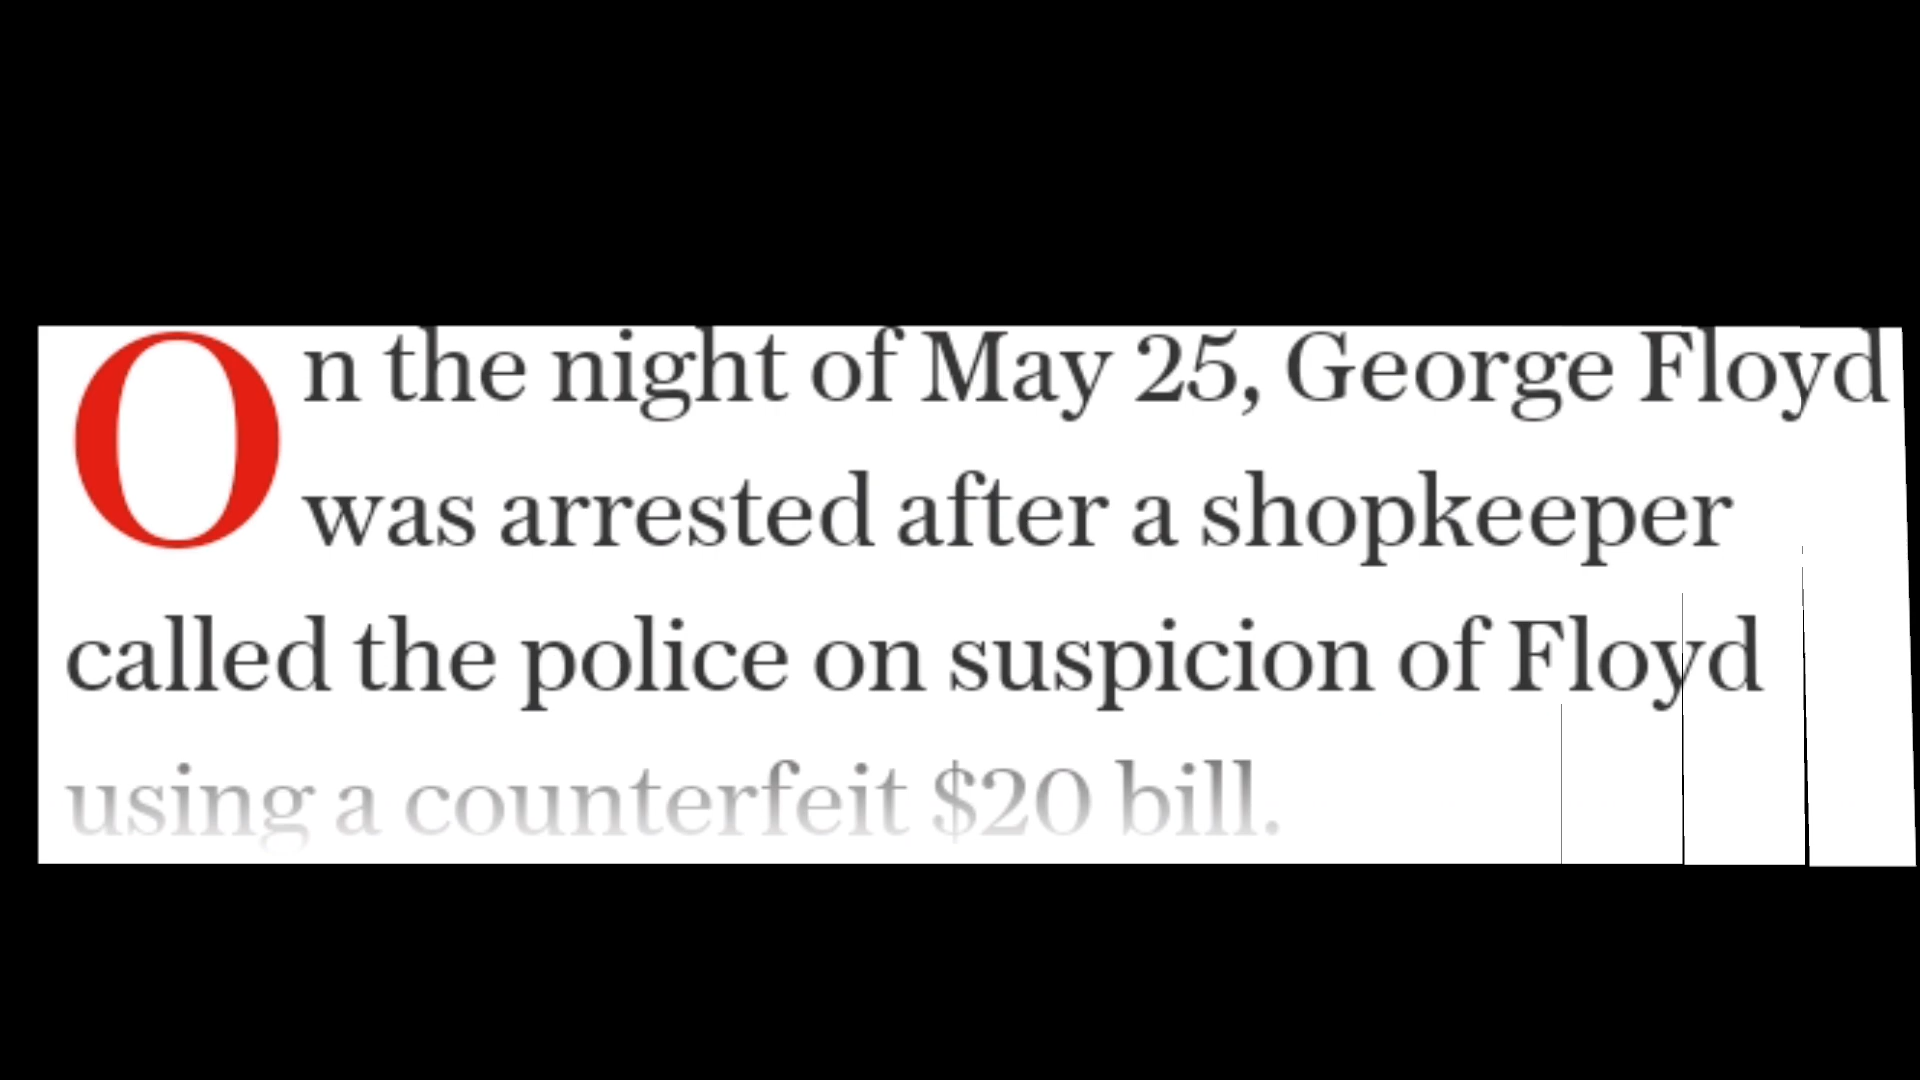 On the night of May 25, George Floyd
was arrested after a shopkeeper
called the police on suspicion of Floyd
using a counterfeit $20 bill.